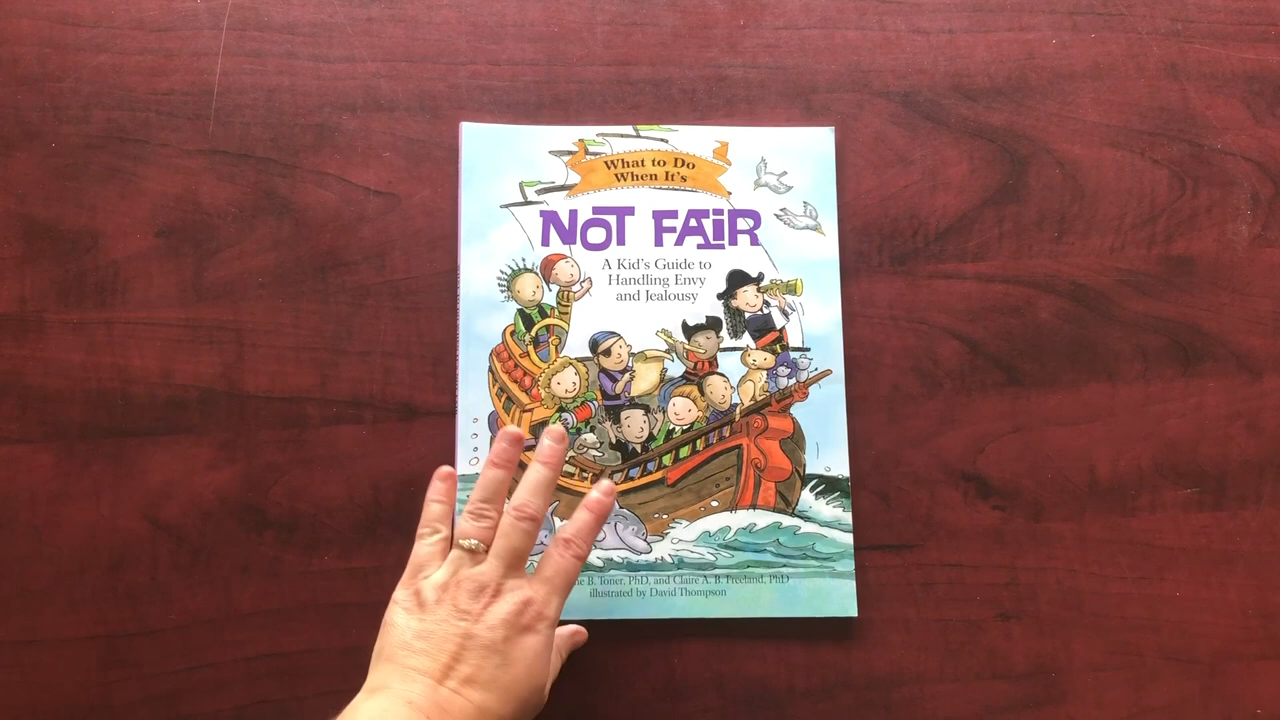 What to Do
When It's
NOT FAiR
A Kid's Guide to
Handling Envy
and Jealousy
B. Toner, PhD, and Claire A. B. Freeland, PhD
illustrated by David Thompson